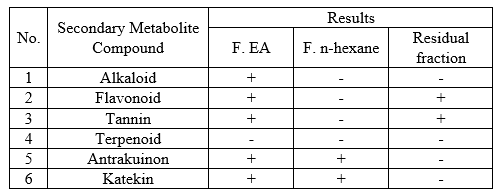 No. Secondary Metabolite Compound Results
F. EA F. n-hexane Residual fraction
1 Alkaloid + - -
2 Flavonoid + - +
3 Tannin + - +
4 Terpenoid - - -
5 Antrakuinon + + -
6 Katekin + + -